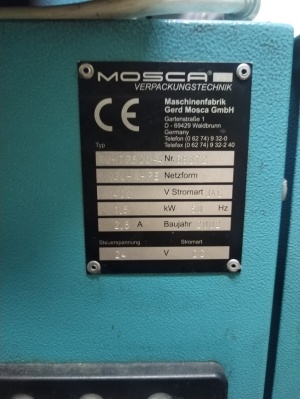 MOSCA
VERPACKUNGSTECHNIK
CE
Maschinenfabrik
Gerd Mosca GmbH
Gartenstraße 1
D - 69429 Waldbrunn
Germany
Telefon (0 62 74) 9 32-0
Telefax (0 62 74) 9 32-2 40
Typ
Nr.
Netzform
V Stromart
kW Hz
A Baujahr
Steuerspannung Stromart
24 V